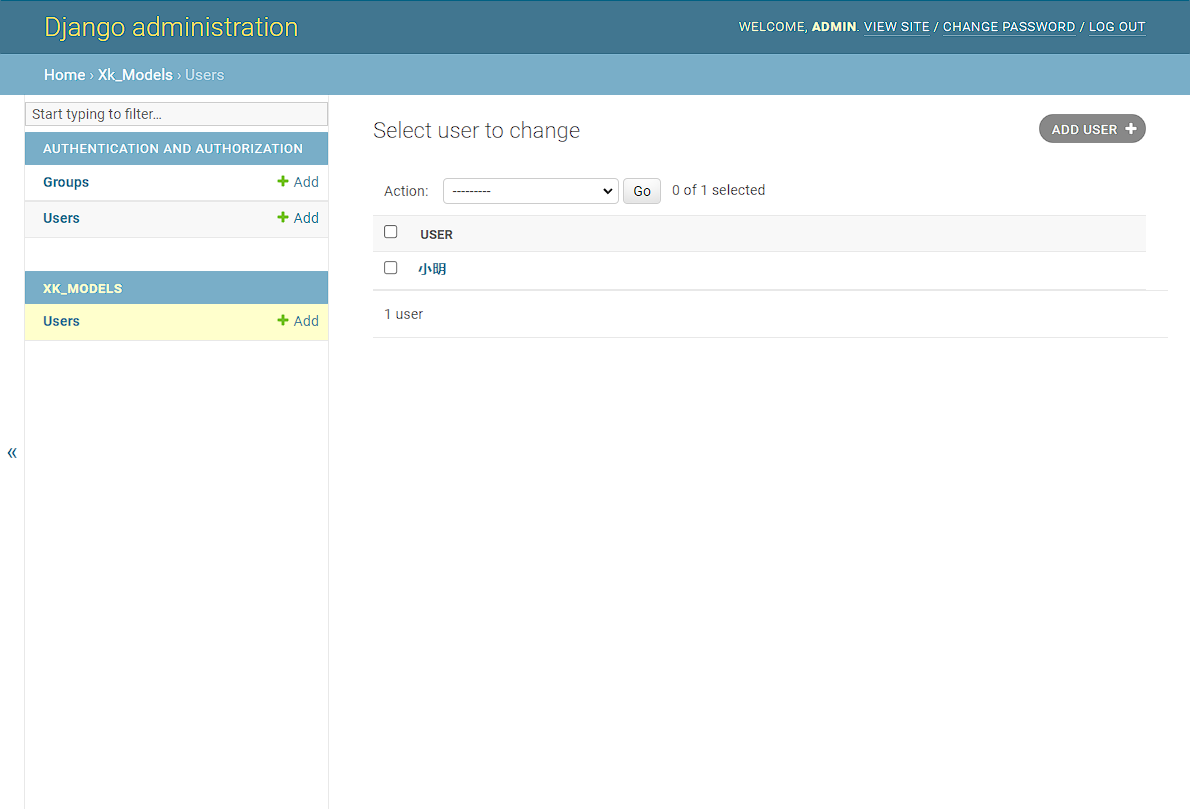 Django administration
WELCOME, ADMIN. VIEW SITE / CHANGE PASSWORD / LOG OUT
Home › Xk_Models › Users
Start typing to filter...
AUTHENTICATION AND AUTHORIZATION
Groups + Add
Users + Add
XK_MODELS
Users + Add
«
Select user to change
ADD USER +
Action: --------- Go 0 of 1 selected
USER
小明
1 user